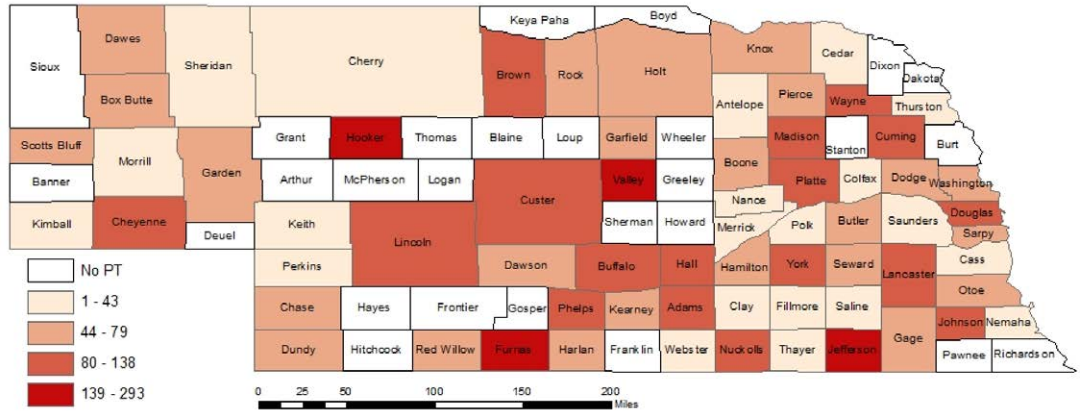 Keya Paha
Boyd
Dawes
Knox
Cedar
Sioux
Sheridan
Cherry
Dixon
Brown
Rock
Holt
Dakota
Box Butte
Antelope
Pierce
Wayne
Thurston
Grant
Hooker
Thomas
Blaine
Loup
Garfield
Wheeler
Madison
Stanton
Cuming
Burt
Scotts Bluff
Morrill
Garden
Boone
Banner
Arthur
McPherson
Logan
Valley
Greeley
Platte
Colfax
Dodge
Washington
Custer
Nance
Kimball
Cheyenne
Keith
Sherman
Howard
Merrick
Polk
Butler
Saunders
Douglas
Deuel
Lincoln
Sarpy
Perkins
Dawson
Buffalo
Hall
Hamilton
York
Seward
Lancaster
Cass
Otoe
Chase
Hayes
Frontier
Gosper
Phelps
Kearney
Adams
Clay
Fillmore
Saline
Johnson
Nemaha
Dundy
Hitchcock
Red Willow
Furnas
Harlan
Franklin
Webster
Nuckolls
Thayer
Jefferson
Gage
Pawnee
Richardson
No PT
1 - 43
44 - 79
80 - 138
139 - 293
0 25 50 100 150 200
Miles